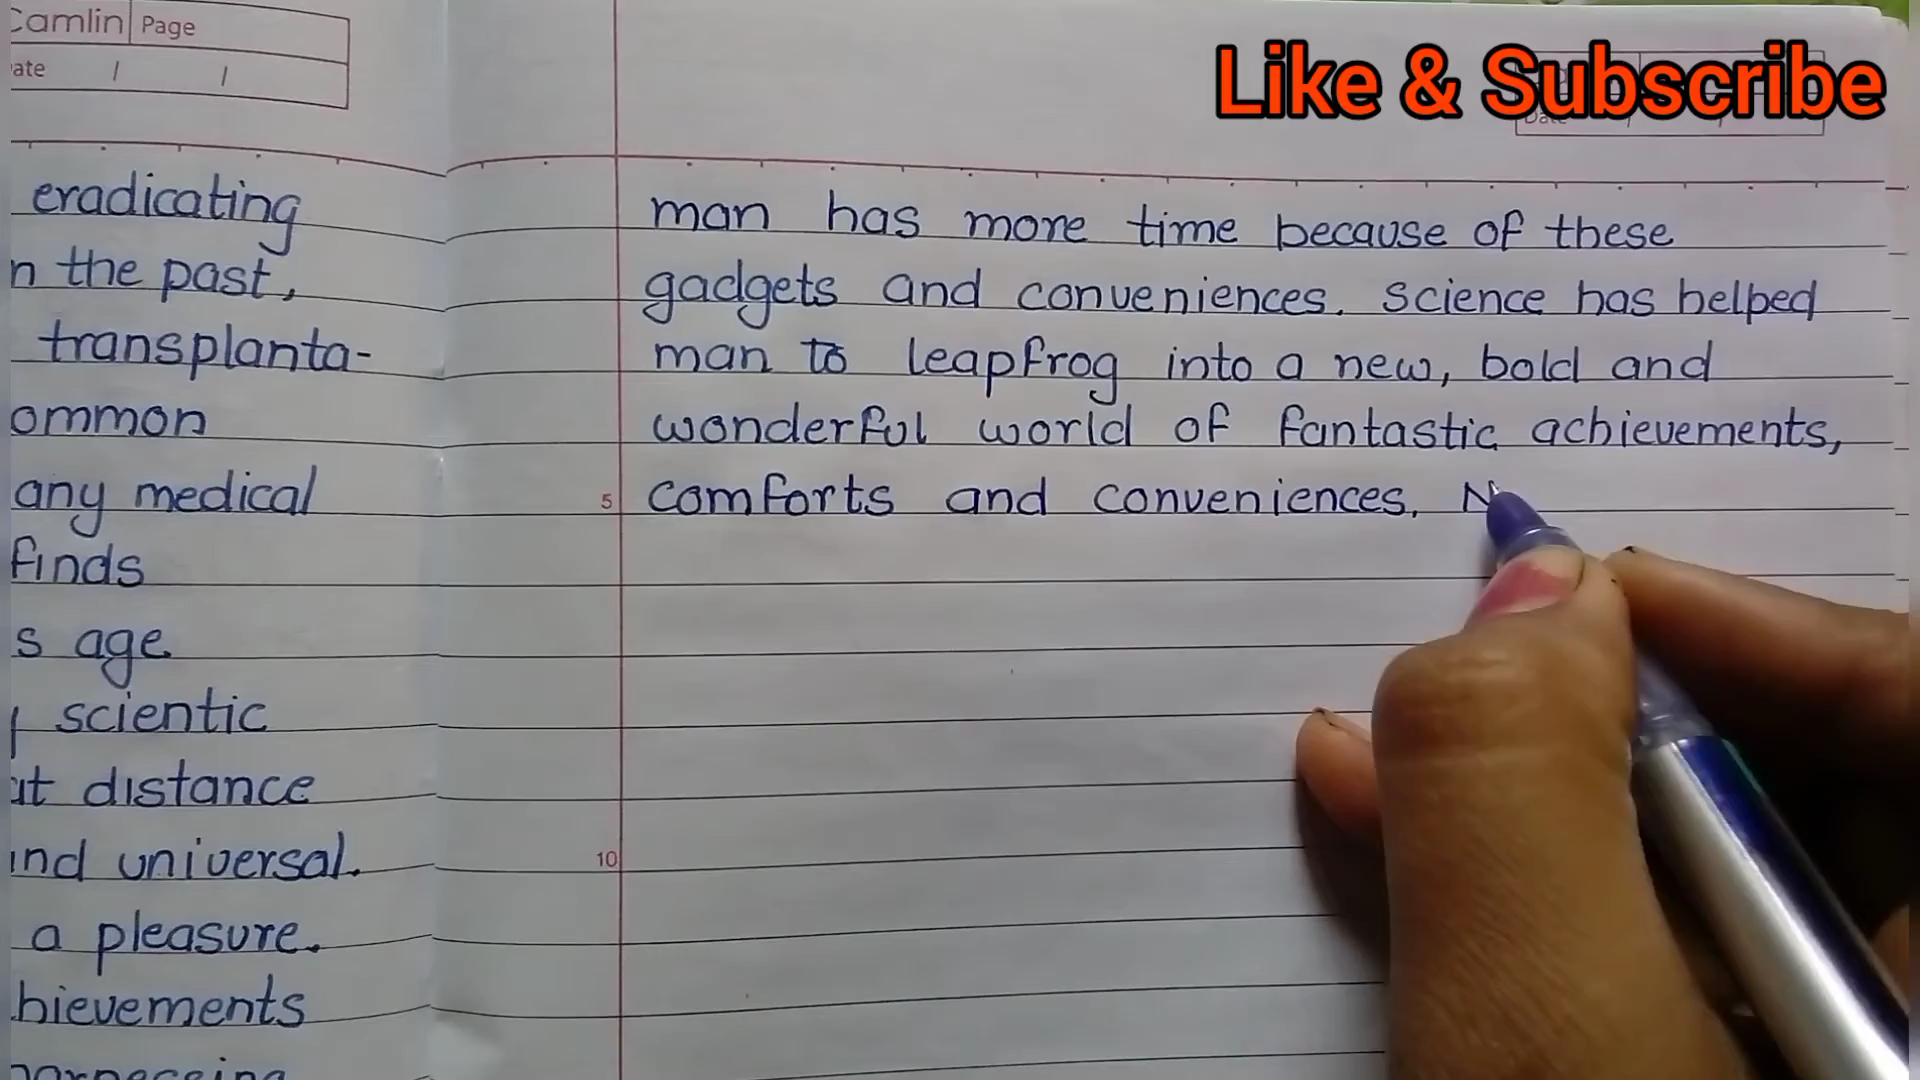 Camlin Page
Date / /
eradicating
the past,
transplanta-
ommon
any medical
finds
s age
scientic
distance
universal.
a pleasure.
hievements
Like & Subscribe
Date
man has more time because of these
gadgets and conveniences. Science has helped
man to leapfrog into a new, bold and
wonderful world of fantastic achievements,
5 comforts and conveniences. N
10